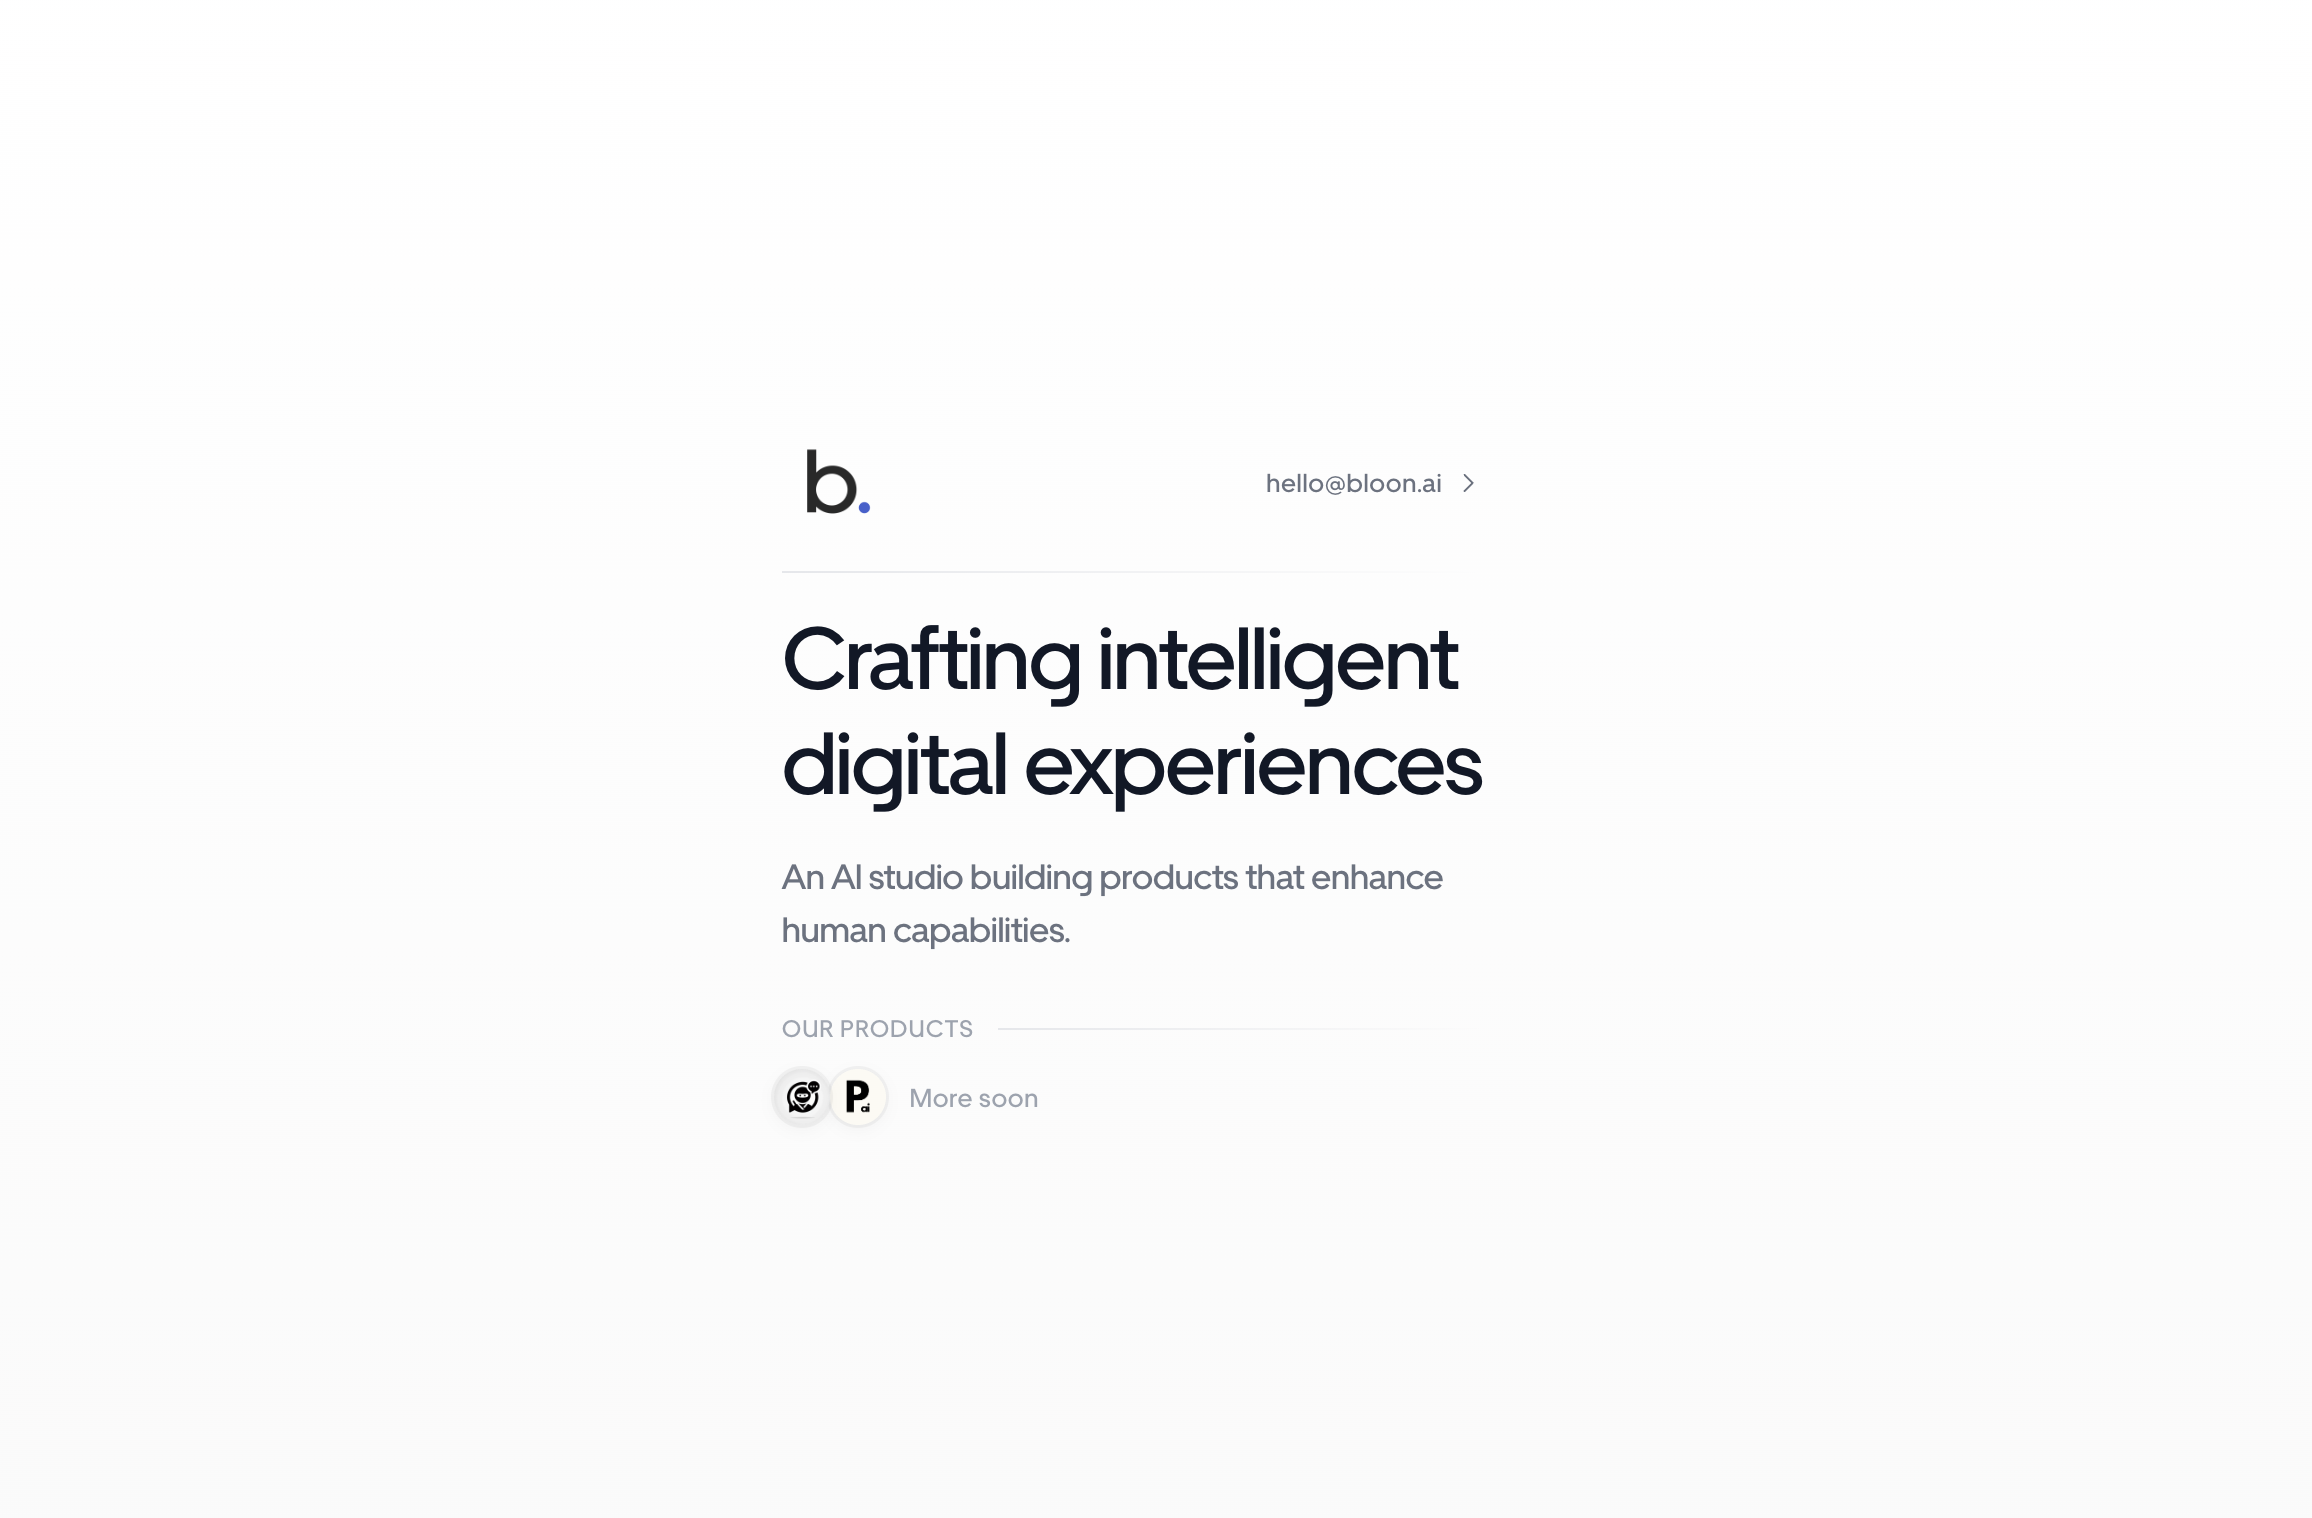 b.
hello@bloon.ai
Crafting intelligent
digital experiences
An AI studio building products that enhance
human capabilities.
OUR PRODUCTS
P
ai
More soon